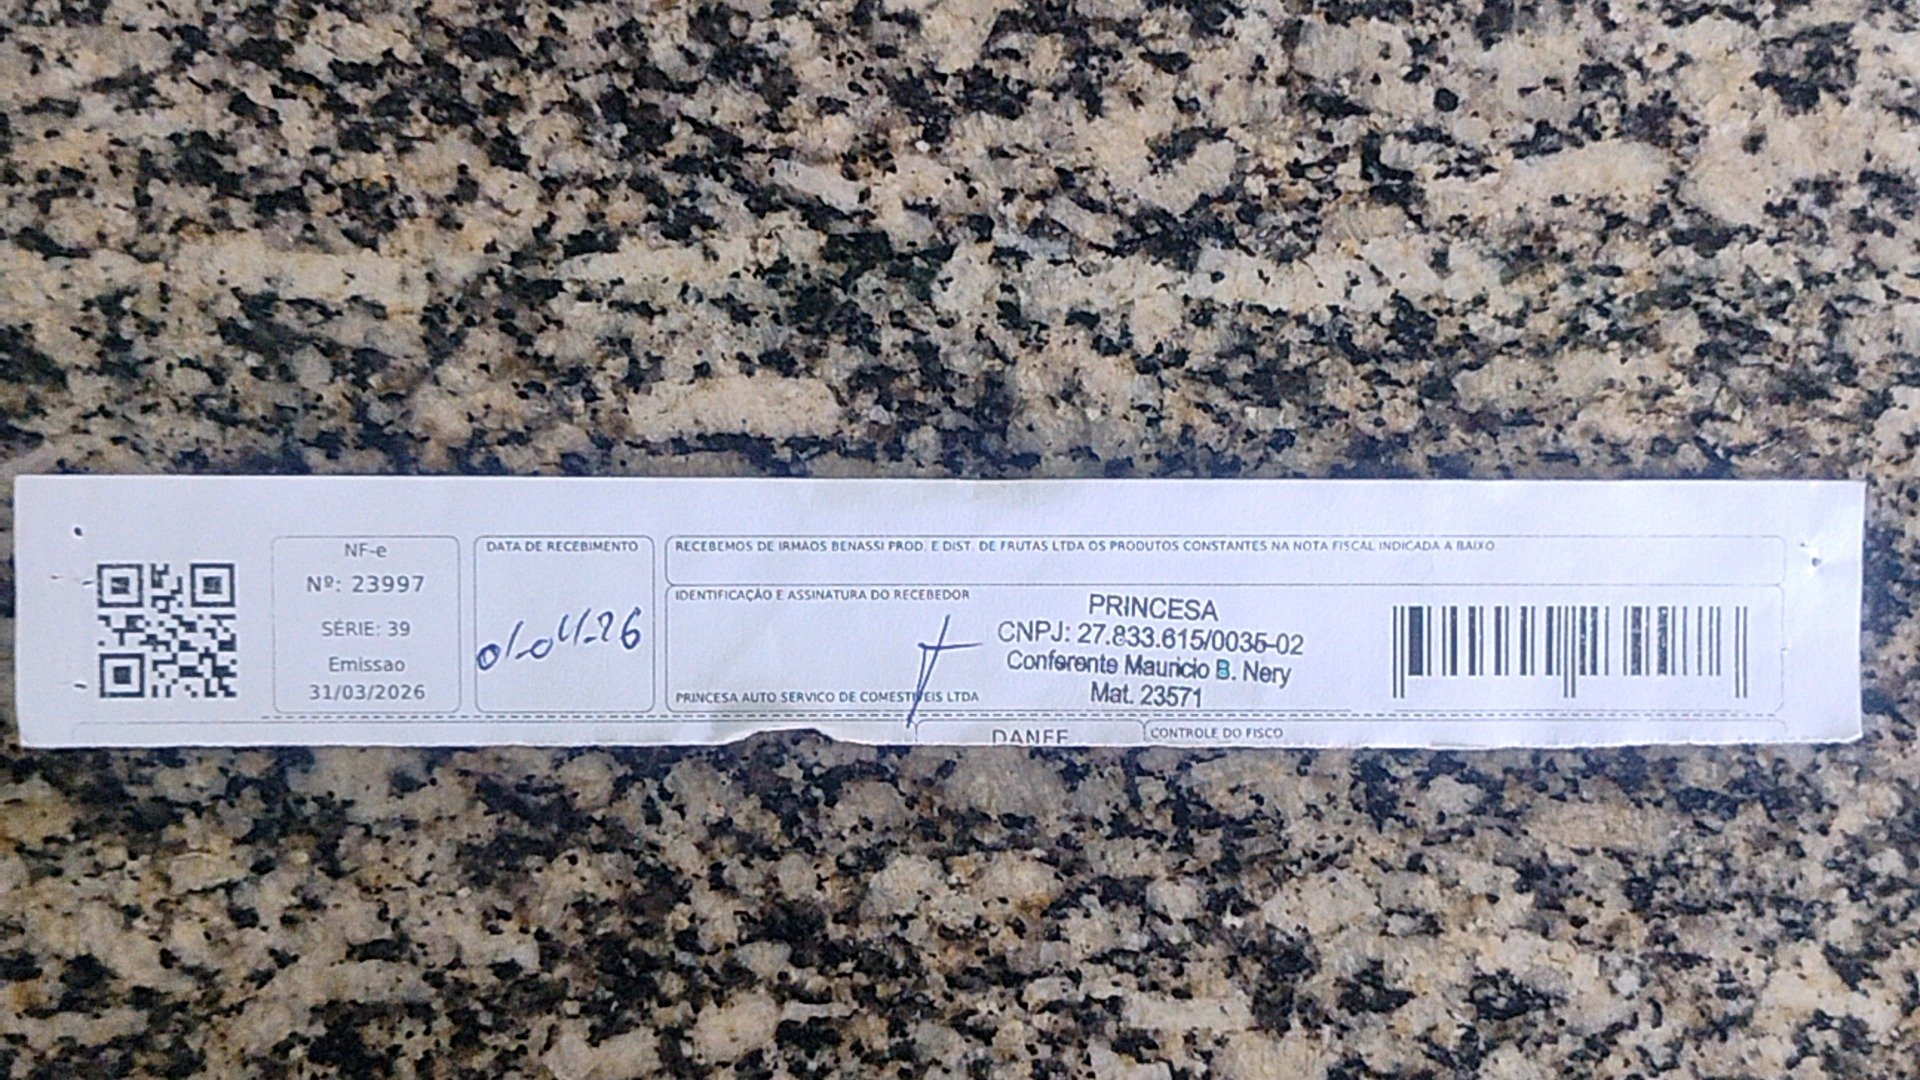 NF-e
Nº: 23997
SÉRIE: 39
Emissao
31/03/2026
DATA DE RECEBIMENTO
01-04-26
RECEBEMOS DE IRMAOS BENASSI PROD. E DIST. DE FRUTAS LTDA OS PRODUTOS CONSTANTES NA NOTA FISCAL INDICADA A BAIXO
IDENTIFICAÇÃO E ASSINATURA DO RECEBEDOR
PRINCESA
CNPJ: 27.833.615/0035-02
Conferente Mauricio B. Nery
Mat. 23571
PRINCESA AUTO SERVICO DE COMESTIVEIS LTDA
DANFE
CONTROLE DO FISCO